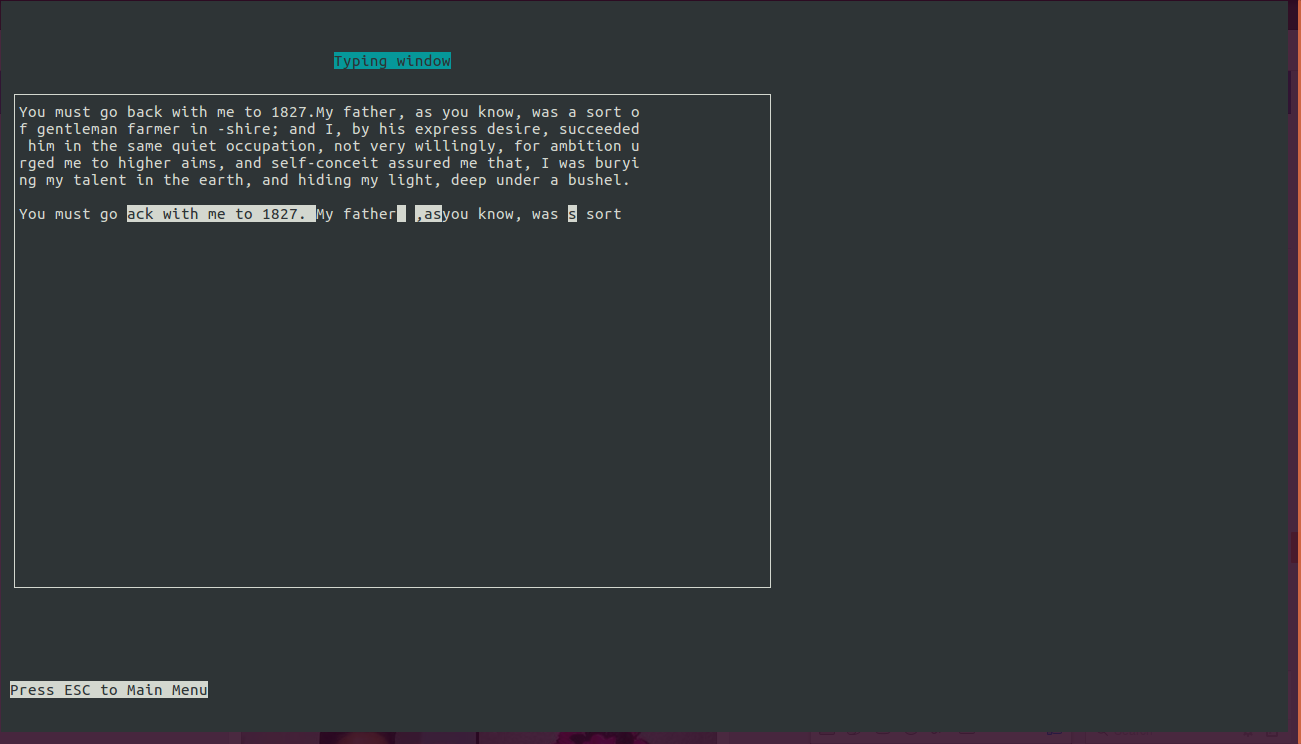 Typing window
You must go back with me to 1827.My father, as you know, was a sort o
f gentleman farmer in -shire; and I, by his express desire, succeeded
him in the same quiet occupation, not very willingly, for ambition u
rged me to higher aims, and self-conceit assured me that, I was buryi
ng my talent in the earth, and hiding my light, deep under a bushel.
You must go ack with me to 1827. My father  ,asyou know, was s sort
Press ESC to Main Menu